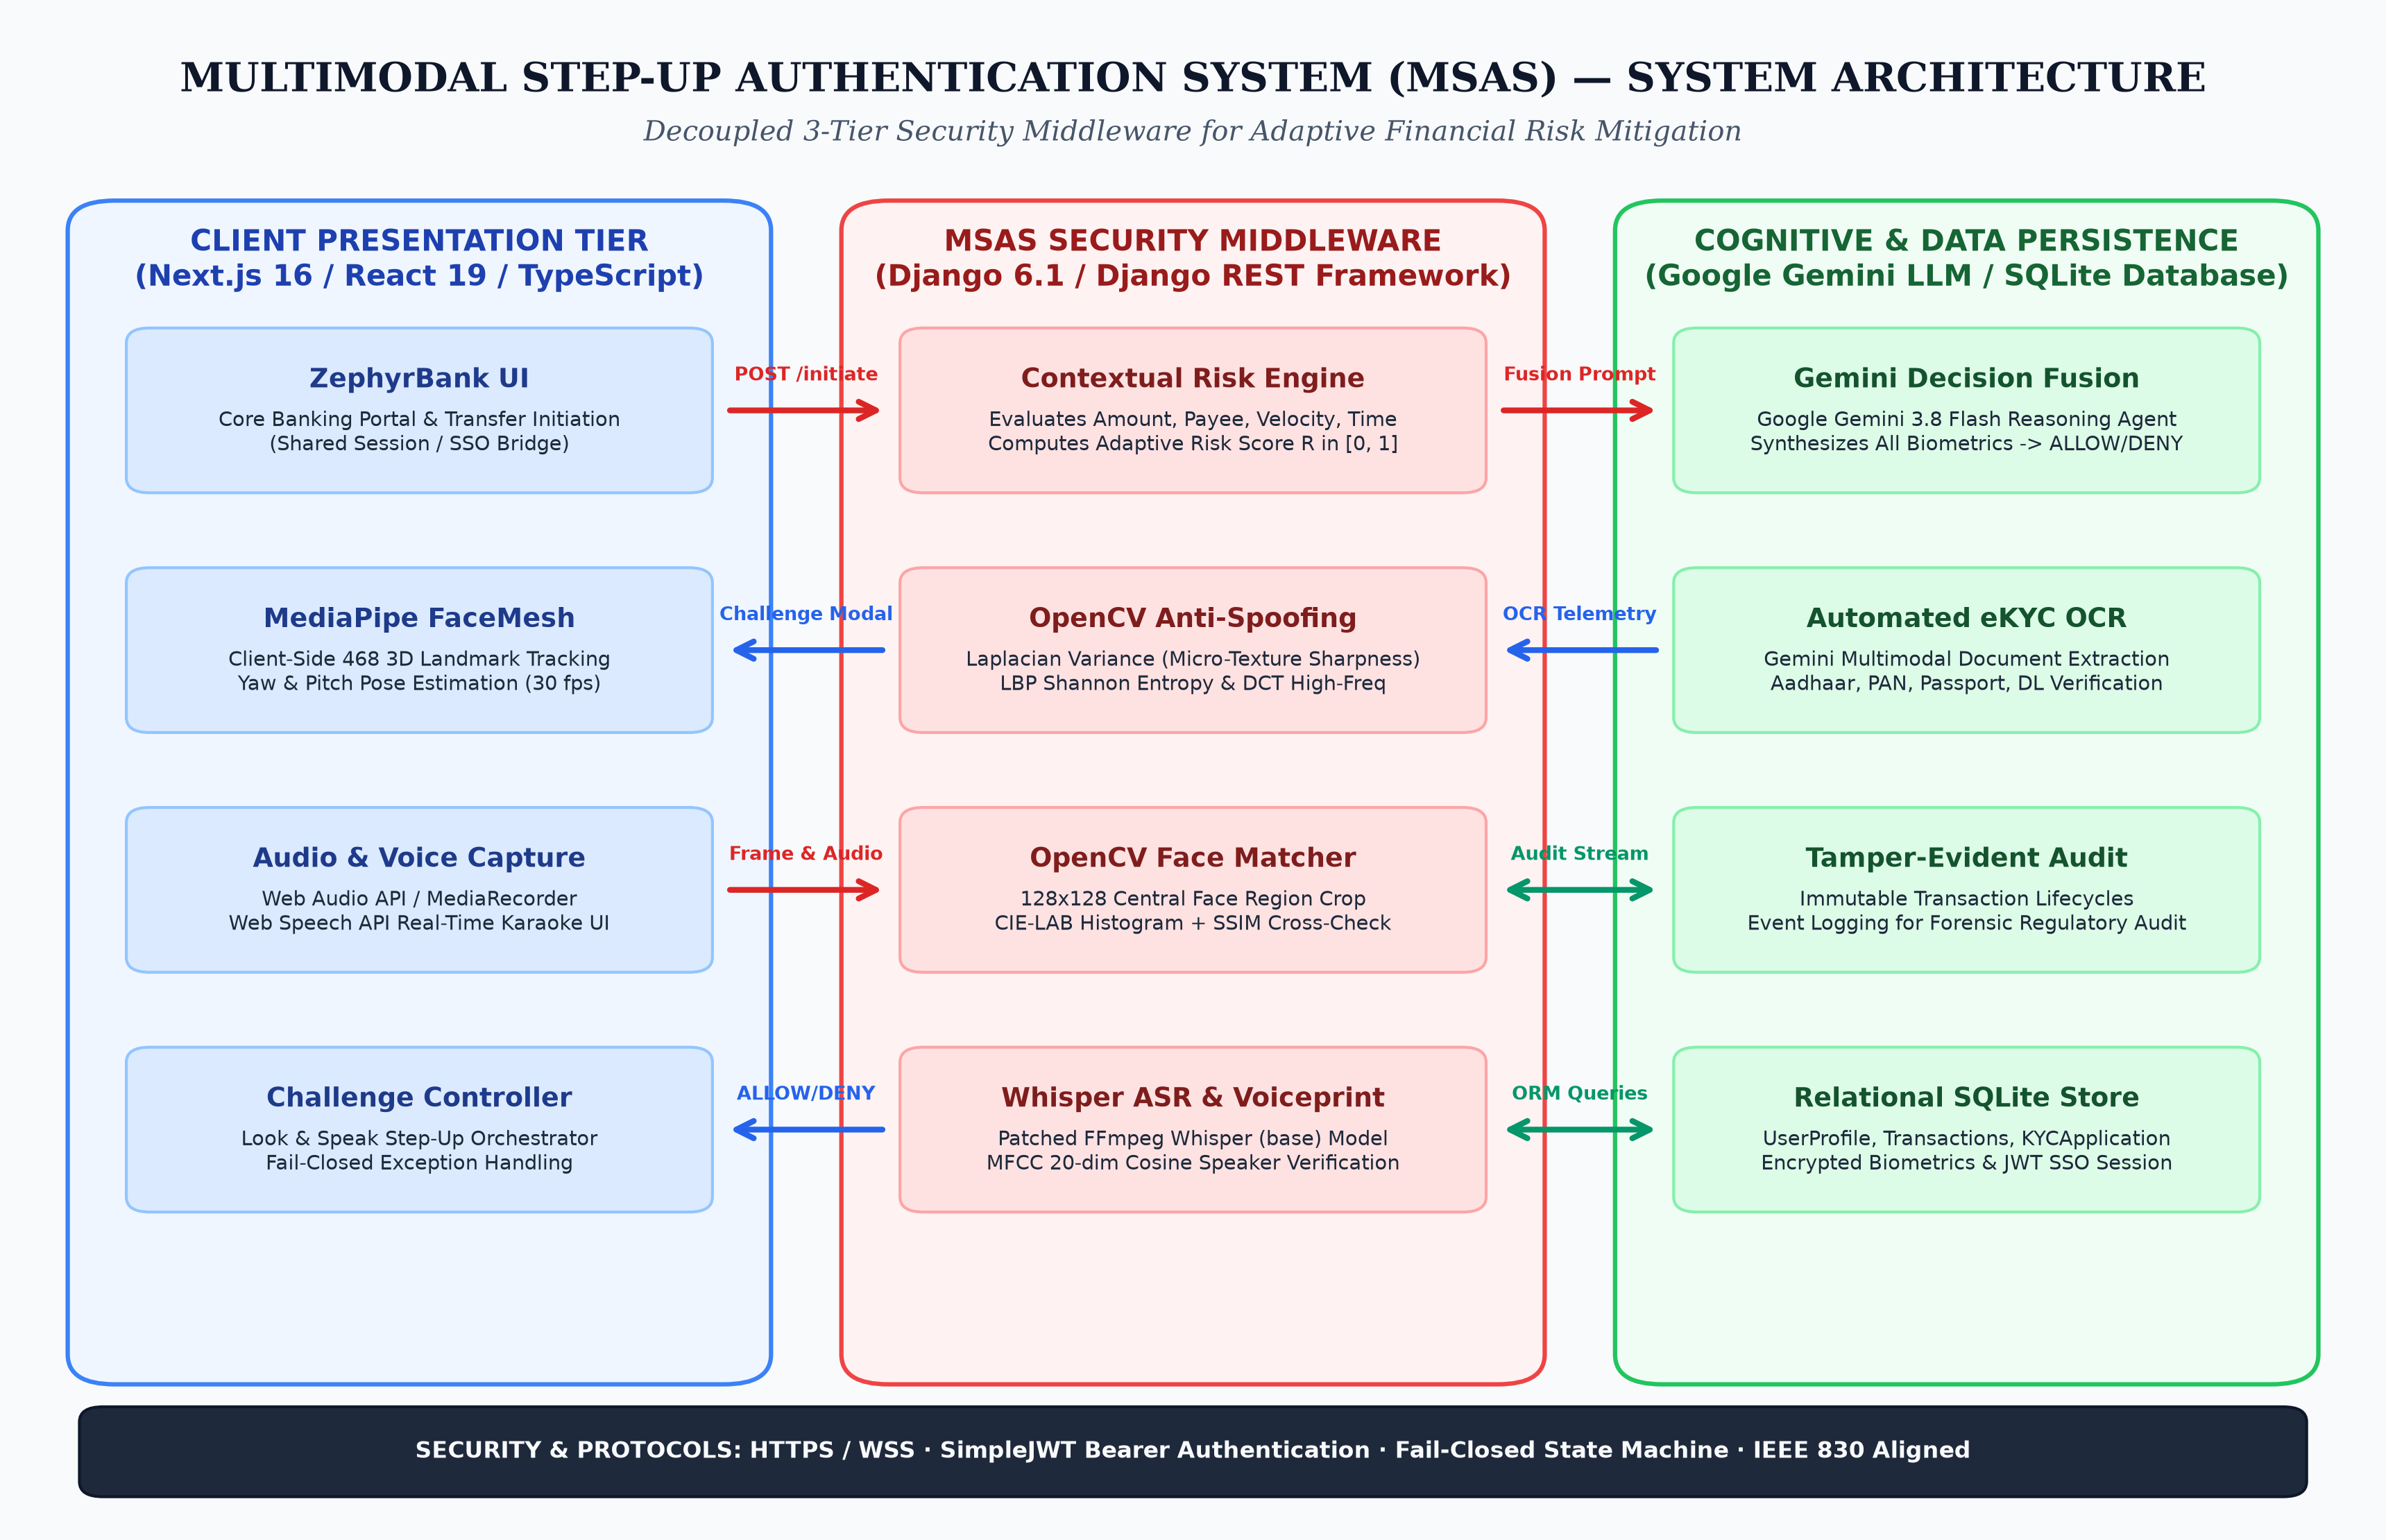 MULTIMODAL STEP-UP AUTHENTICATION SYSTEM (MSAS) — SYSTEM ARCHITECTURE
Decoupled 3-Tier Security Middleware for Adaptive Financial Risk Mitigation
CLIENT PRESENTATION TIER
(Next.js 16 / React 19 / TypeScript)
ZephyrBank UI
Core Banking Portal & Transfer Initiation
(Shared Session / SSO Bridge)
MediaPipe FaceMesh
Client-Side 468 3D Landmark Tracking
Yaw & Pitch Pose Estimation (30 fps)
Audio & Voice Capture
Web Audio API / MediaRecorder
Web Speech API Real-Time Karaoke UI
Challenge Controller
Look & Speak Step-Up Orchestrator
Fail-Closed Exception Handling
POST /initiate
Challenge Modal
Frame & Audio
ALLOW/DENY
MSAS SECURITY MIDDLEWARE
(Django 6.1 / Django REST Framework)
Contextual Risk Engine
Evaluates Amount, Payee, Velocity, Time
Computes Adaptive Risk Score R in [0, 1]
OpenCV Anti-Spoofing
Laplacian Variance (Micro-Texture Sharpness)
LBP Shannon Entropy & DCT High-Freq
OpenCV Face Matcher
128x128 Central Face Region Crop
CIE-LAB Histogram + SSIM Cross-Check
Whisper ASR & Voiceprint
Patched FFmpeg Whisper (base) Model
MFCC 20-dim Cosine Speaker Verification
Fusion Prompt
OCR Telemetry
Audit Stream
ORM Queries
COGNITIVE & DATA PERSISTENCE
(Google Gemini LLM / SQLite Database)
Gemini Decision Fusion
Google Gemini 3.8 Flash Reasoning Agent
Synthesizes All Biometrics -> ALLOW/DENY
Automated eKYC OCR
Gemini Multimodal Document Extraction
Aadhaar, PAN, Passport, DL Verification
Tamper-Evident Audit
Immutable Transaction Lifecycles
Event Logging for Forensic Regulatory Audit
Relational SQLite Store
UserProfile, Transactions, KYCApplication
Encrypted Biometrics & JWT SSO Session
SECURITY & PROTOCOLS: HTTPS / WSS · SimpleJWT Bearer Authentication · Fail-Closed State Machine · IEEE 830 Aligned